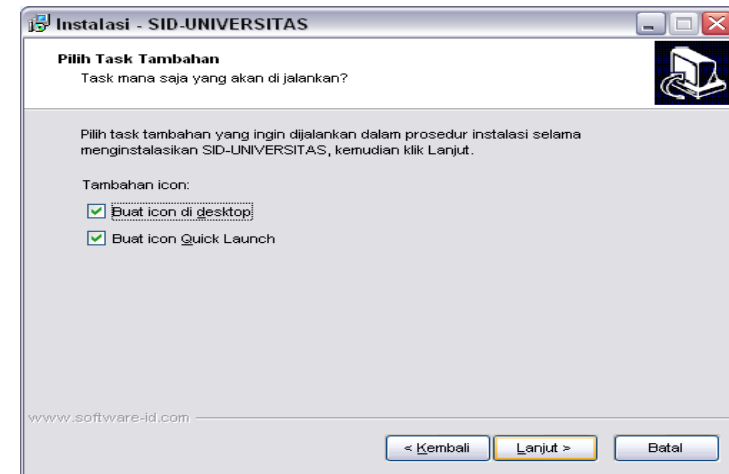 Instalasi - SID-UNIVERSITAS
Pilih Task Tambahan
Task mana saja yang akan di jalankan?
Pilih task tambahan yang ingin dijalankan dalam prosedur instalasi selama
menginstalasikan SID-UNIVERSITAS, kemudian klik Lanjut.
Tambahan icon:
Buat icon di desktop
Buat icon Quick Launch
www.software-id.com
< Kembali
Lanjut >
Batal